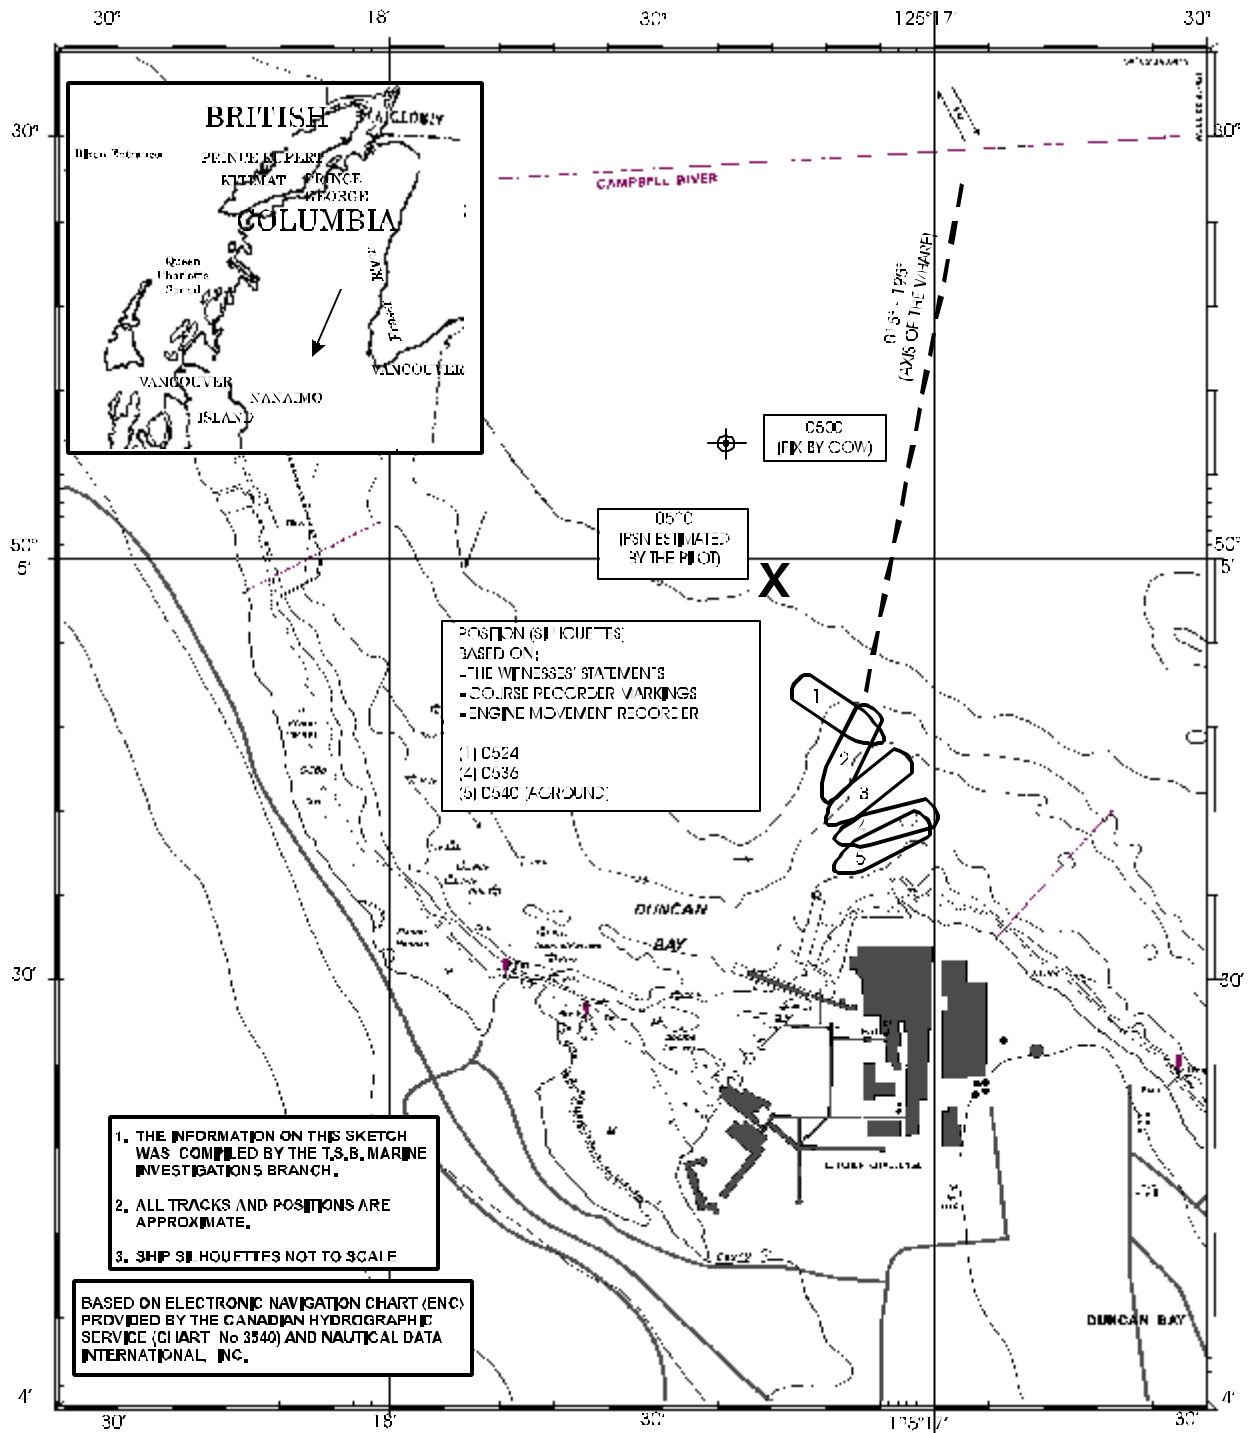 30"
18'
30"
125°17'
30"
30"
30"
BRITISH
Dixon Entrance
PRINCE RUPERT
KITIMAT
PRINCE
GEORGE
COLUMBIA
Queen
Charlotte
Sound
River
Fraser
VANCOUVER
VANCOUVER
NANAIMO
ISLAND
CAMPBELL RIVER
015° - 195°
(AXIS OF THE WHARF)
0500
(FIX BY OOW)
(PSN ESTIMATED
BY THE PILOT)
X
50°
5'
50°
5'
POSITION (SILHOUETTES)
BASED ON:
-THE WITNESSES' STATEMENTS
-COURSE RECORDER MARKINGS
-ENGINE MOVEMENT RECORDER
(1) 0524
(4) 0536
(5) 0540 (AGROUND)
1
2
3
4
5
DUNCAN
BAY
30'
30'
1. THE INFORMATION ON THIS SKETCH
WAS COMPILED BY THE T.S.B. MARINE
INVESTIGATIONS BRANCH.
2. ALL TRACKS AND POSITIONS ARE
APPROXIMATE.
3. SHIP SILHOUETTES NOT TO SCALE
BASED ON ELECTRONIC NAVIGATION CHART (ENC)
PROVIDED BY THE CANADIAN HYDROGRAPHIC
SERVICE (CHART No 3540) AND NAUTICAL DATA
INTERNATIONAL, INC.
DUNCAN BAY
4'
4'
30'
18'
30'
125°17'
30'